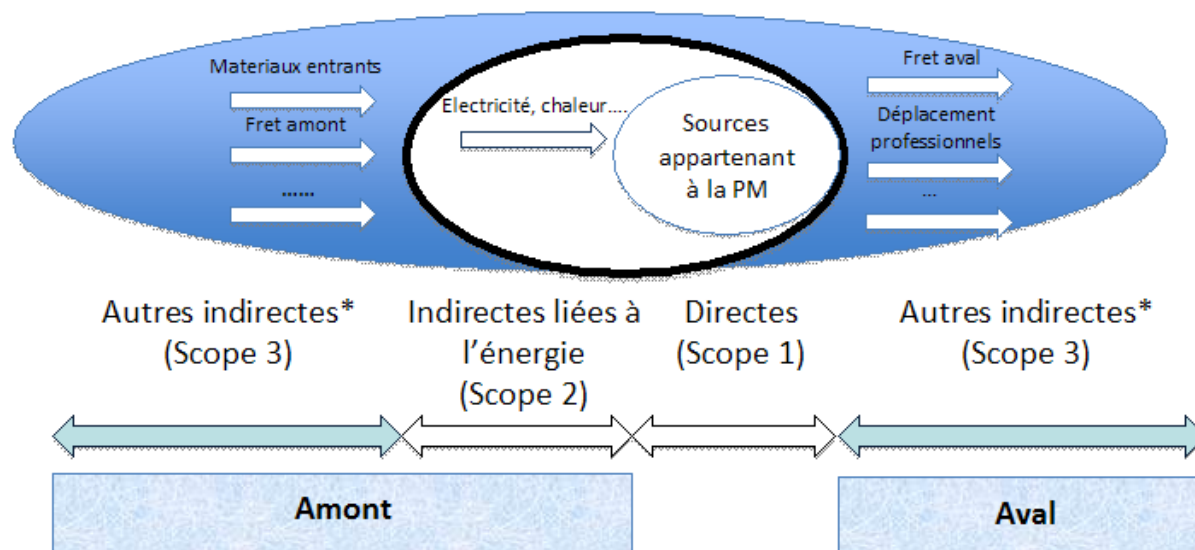 Materiaux entrants
Fret amont
......
Electricité, chaleur....
Sources
appartenant
à la PM
Fret aval
Déplacement
professionnels
...
Autres indirectes*
(Scope 3)
Indirectes liées à
l'énergie
(Scope 2)
Directes
(Scope 1)
Autres indirectes*
(Scope 3)
Amont
Aval